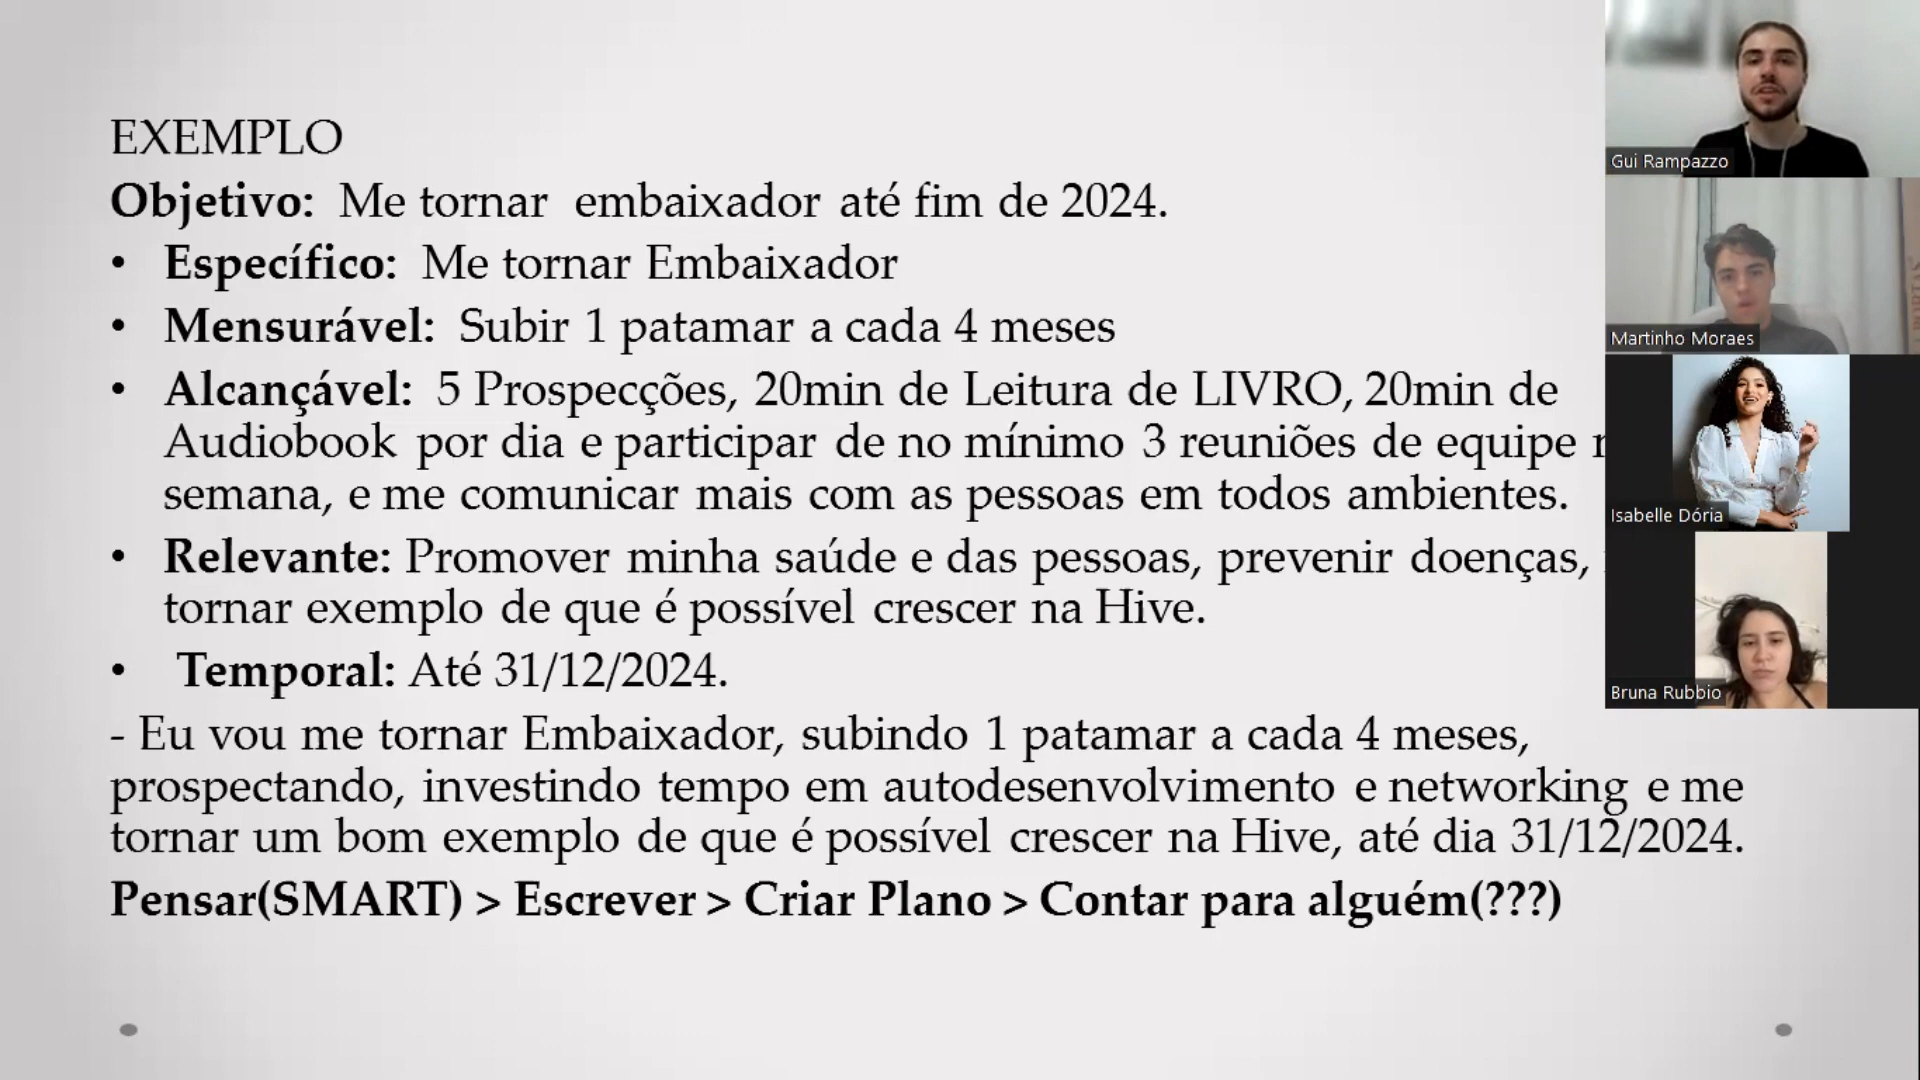 EXEMPLO
Objetivo: Me tornar embaixador até fim de 2024.
• Específico: Me tornar Embaixador
• Mensurável: Subir 1 patamar a cada 4 meses
• Alcançável: 5 Prospecções, 20min de Leitura de LIVRO, 20min de
Audiobook por dia e participar de no mínimo 3 reuniões de equipe
semana, e me comunicar mais com as pessoas em todos ambientes.
• Relevante: Promover minha saúde e das pessoas, prevenir doenças,
tornar exemplo de que é possível crescer na Hive.
• Temporal: Até 31/12/2024.
- Eu vou me tornar Embaixador, subindo 1 patamar a cada 4 meses,
prospectando, investindo tempo em autodesenvolvimento e networking e me
tornar um bom exemplo de que é possível crescer na Hive, até dia 31/12/2024.
Pensar(SMART) > Escrever > Criar Plano > Contar para alguém(???)
Gui Rampazzo
Martinho Moraes
Isabelle Dória
Bruna Rubbio